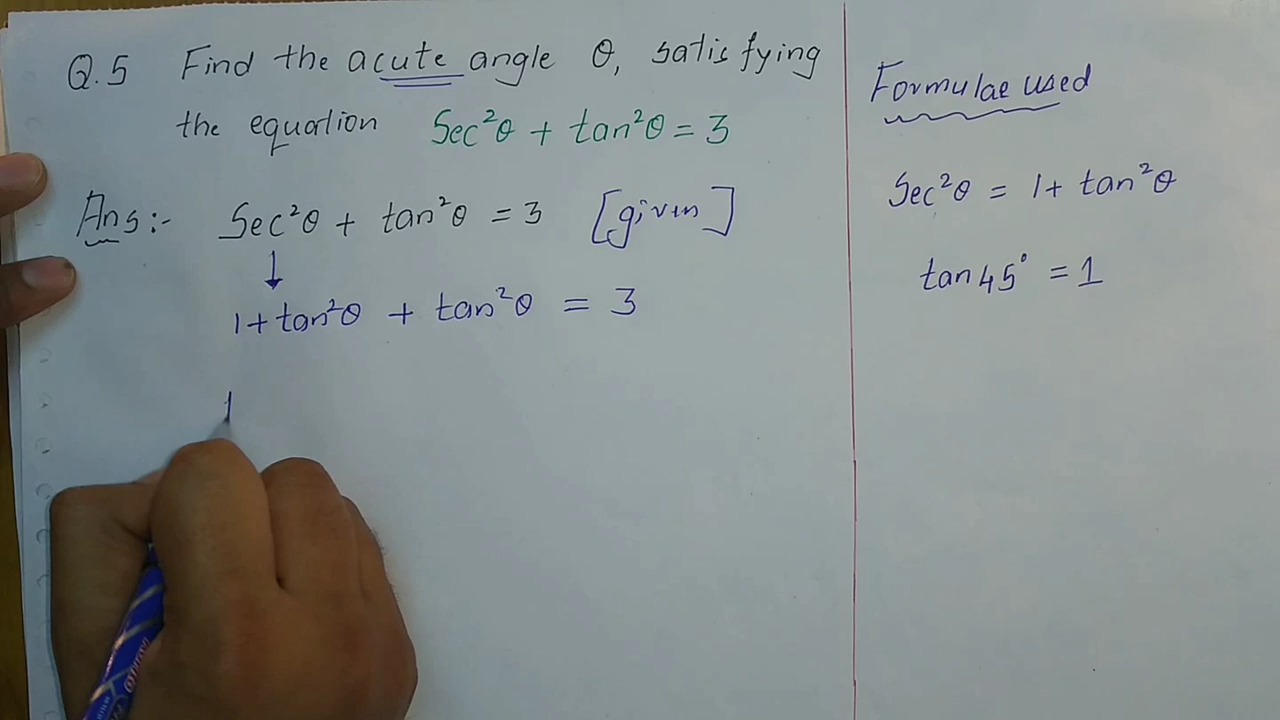 Q.5 Find the acute angle θ, satisfying
the equation Sec²θ + tan²θ = 3
Ans:- Sec²θ + tan²θ = 3 [given]
↓
1+tan²θ + tan²θ = 3
1
Formulae used
Sec²θ = 1+ tan²θ
tan45° = 1